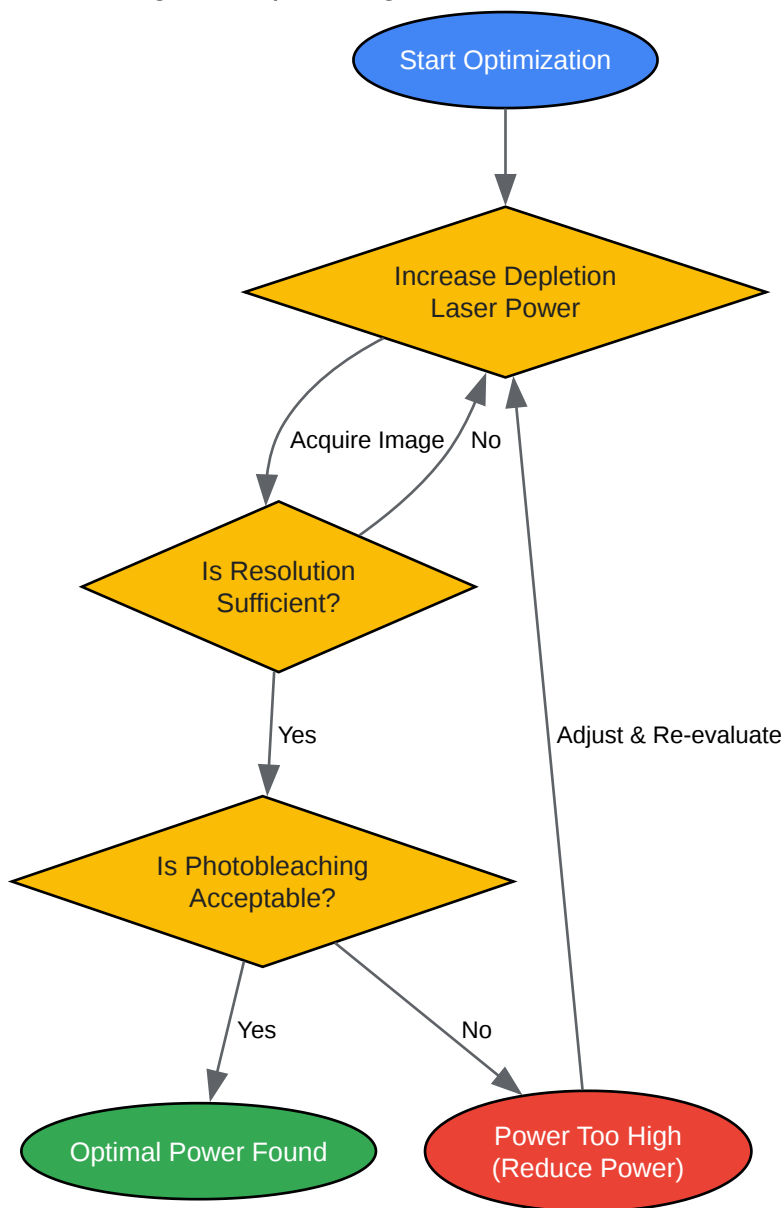 Start Optimization
Increase Depletion
Laser Power
Acquire Image
No
Is Resolution
Sufficient?
Yes
Adjust & Re-evaluate
Is Photobleaching
Acceptable?
Yes
No
Optimal Power Found
Power Too High
(Reduce Power)